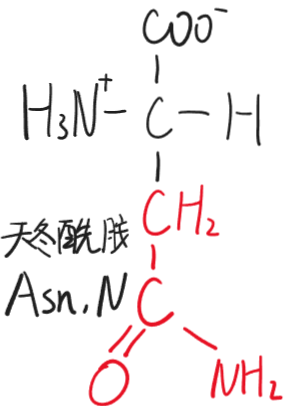 COO⁻
H₃N⁺ – C – H
CH₂
天冬酰胺
Asn, N
C
O
NH₂